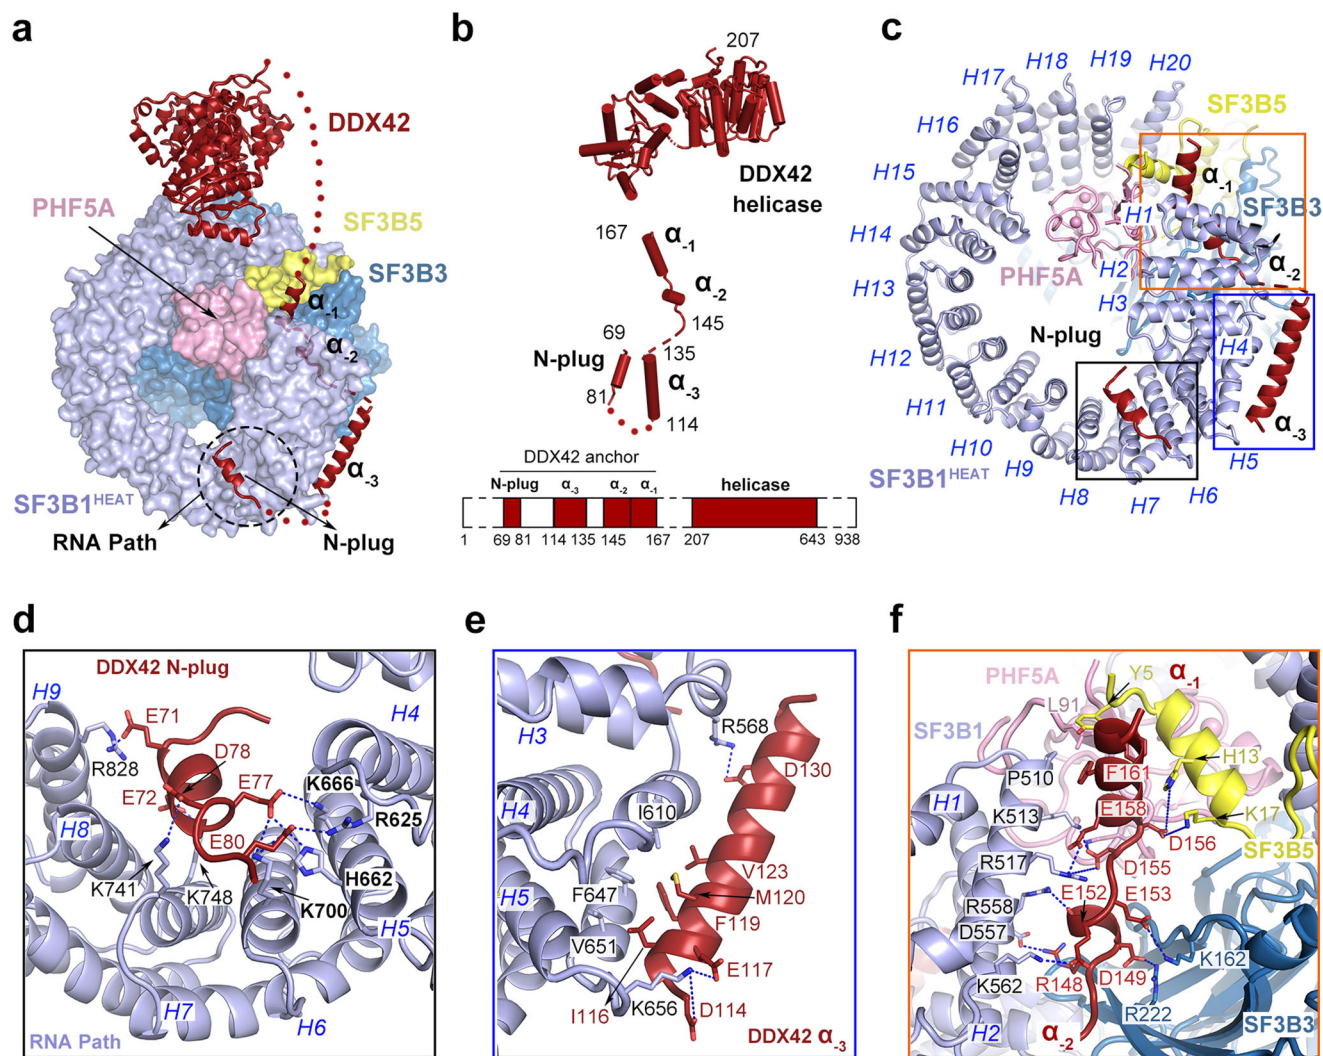 a
DDX42
PHF5A
SF3B5
SF3B3
α-1
α-2
α-3
SF3B1HEAT
RNA Path
N-plug
b
207
DDX42
helicase
167
α-1
α-2
145
69
N-plug
135
81
α-3
114
DDX42 anchor
N-plug α-3 α-2 α-1 helicase
1 69 81 114 135 145 167 207 643 938
c
H17 H18 H19 H20
SF3B5
H16
α-1
H15
H1
SF3B3
H14
PHF5A
H2
α-2
H13
H3
N-plug
H4
H12
H11
α-3
H10
H9
H5
SF3B1HEAT
H8
H7
H6
d
DDX42 N-plug
H9
E71
H4
D78
R828
E77
K666
E72
R625
H8
E80
H662
K741
K748
K700
H5
H7
H6
RNA Path
e
R568
H3
D130
H4
I610
V123
F647
M120
H5
F119
V651
E117
K656
D114
I116
DDX42 α-3
f
PHF5A
Y5
α-1
L91
SF3B1
H13
P510
F161
H1
E158
K17
K513
D156
SF3B5
R517
D155
E152
E153
R558
D557
K162
K562
R148
D149
R222
H2
α-2
SF3B3